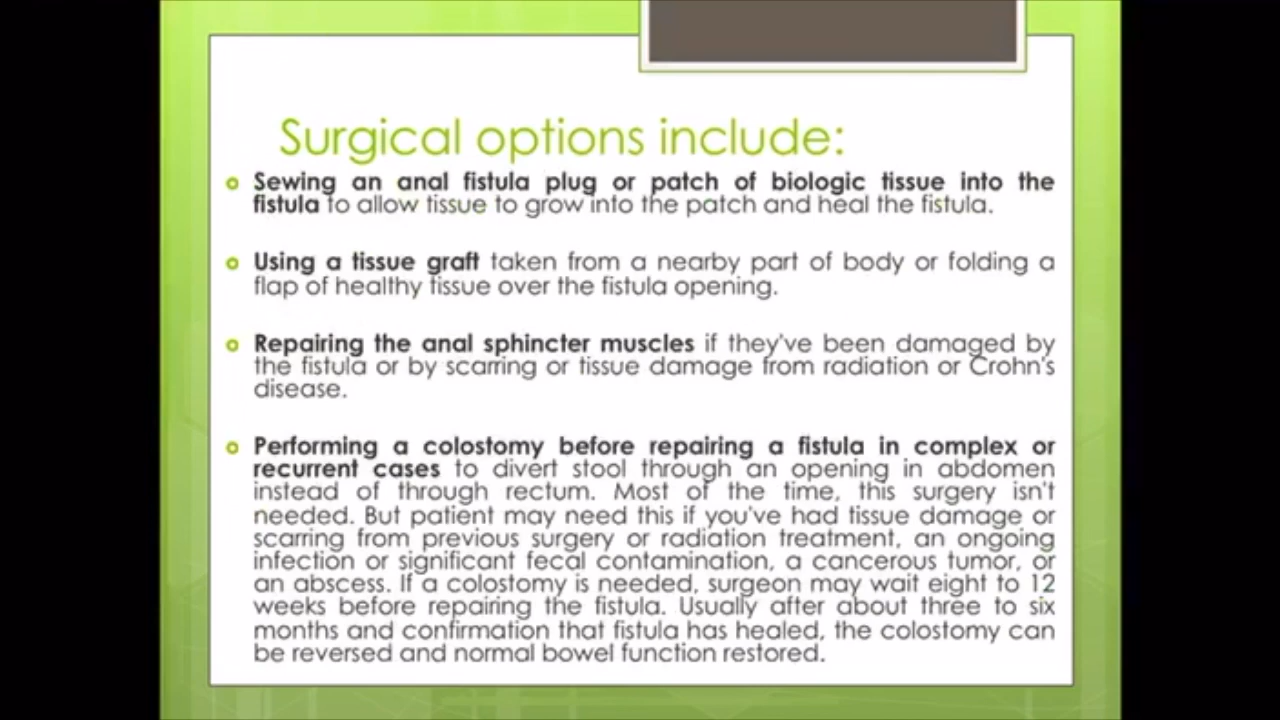 Surgical options include:
Sewing an anal fistula plug or patch of biologic tissue into the
fistula to allow tissue to grow into the patch and heal the fistula.
Using a tissue graft taken from a nearby part of body or folding a
flap of healthy tissue over the fistula opening.
Repairing the anal sphincter muscles if they've been damaged by
the fistula or by scarring or tissue damage from radiation or Crohn's
disease.
Performing a colostomy before repairing a fistula in complex or
recurrent cases to divert stool through an opening in abdomen
instead of through rectum. Most of the time, this surgery isn't
needed. But patient may need this if you've had tissue damage or
scarring from previous surgery or radiation treatment, an ongoing
infection or significant fecal contamination, a cancerous tumor, or
an abscess. If a colostomy is needed, surgeon may wait eight to 12
weeks before repairing the fistula. Usually after about three to six
months and confirmation that fistula has healed, the colostomy can
be reversed and normal bowel function restored.